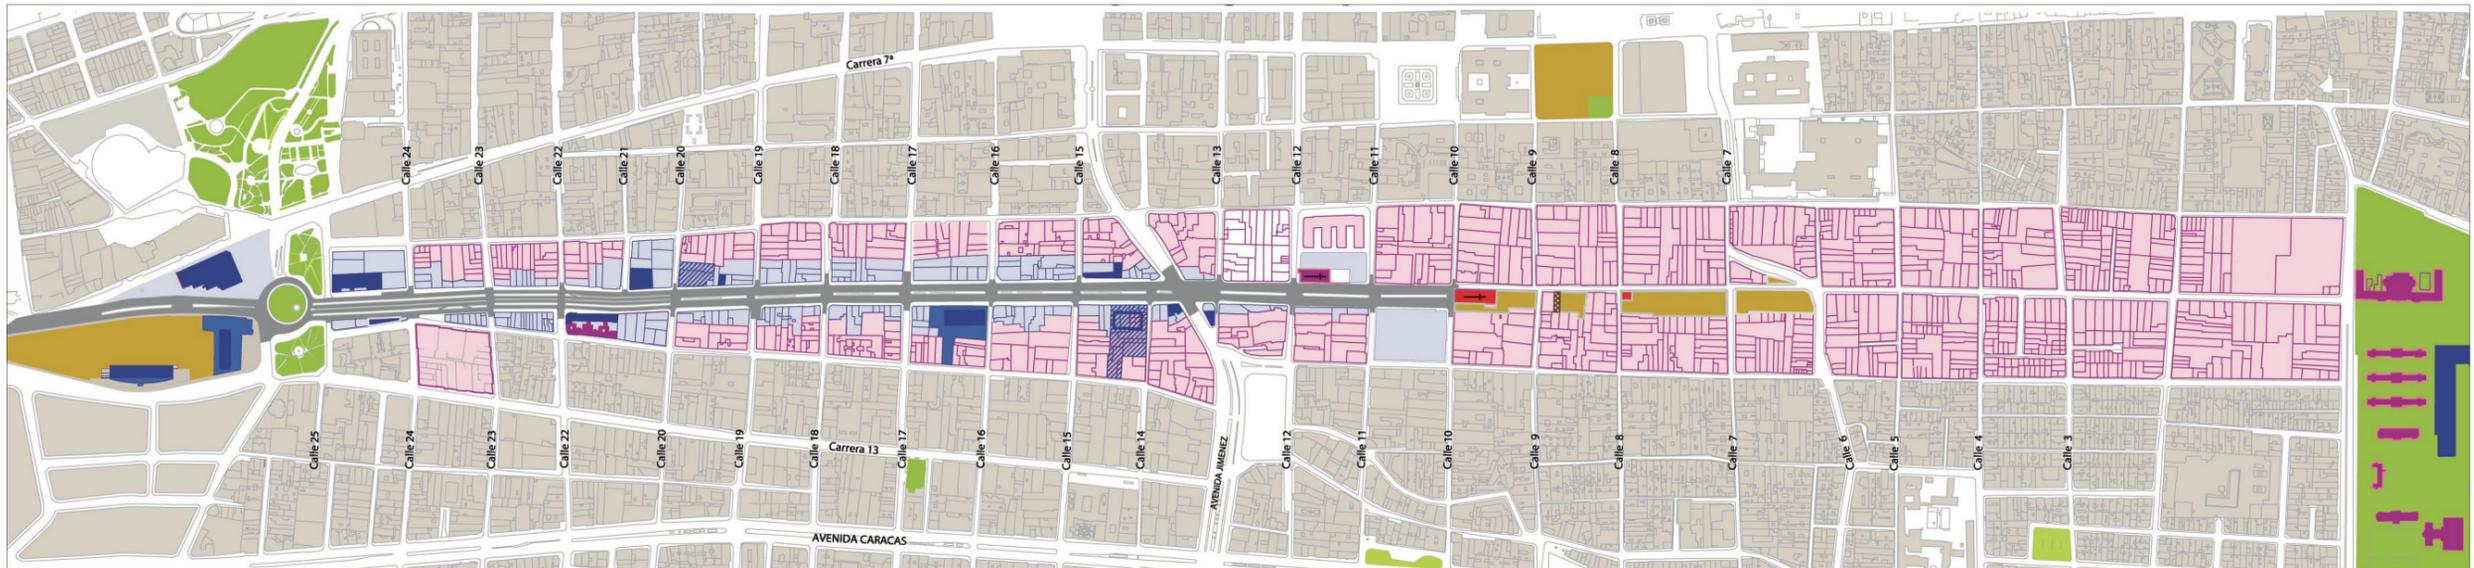 Carrera 7ª
Calle 24
Calle 23
Calle 22
Calle 21
Calle 20
Calle 19
Calle 18
Calle 17
Calle 16
Calle 15
Calle 13
Calle 12
Calle 11
Calle 10
Calle 9
Calle 8
Calle 7
Calle 25
Calle 24
Calle 23
Calle 22
Calle 20
Calle 19
Calle 18
Carrera 13
Calle 17
Calle 16
Calle 15
Calle 14
AVENIDA JIMENEZ
Calle 12
Calle 11
Calle 10
Calle 9
Calle 8
Calle 7
Calle 6
Calle 5
Calle 4
Calle 3
AVENIDA CARACAS